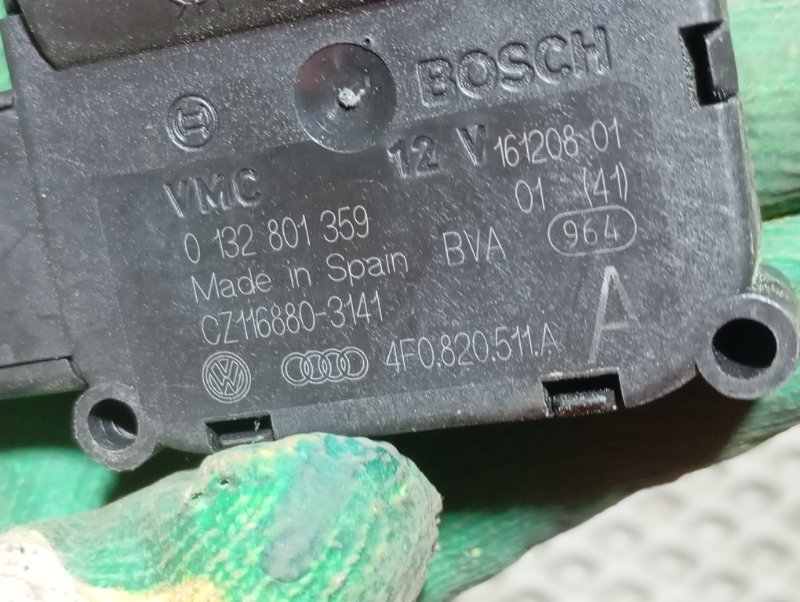 BOSCH
12 V 161208 01
VMC 01 (41)
0 132 801 359
BVA 964
Made in Spain
CZ116880-3141
4F0.820.511.A A